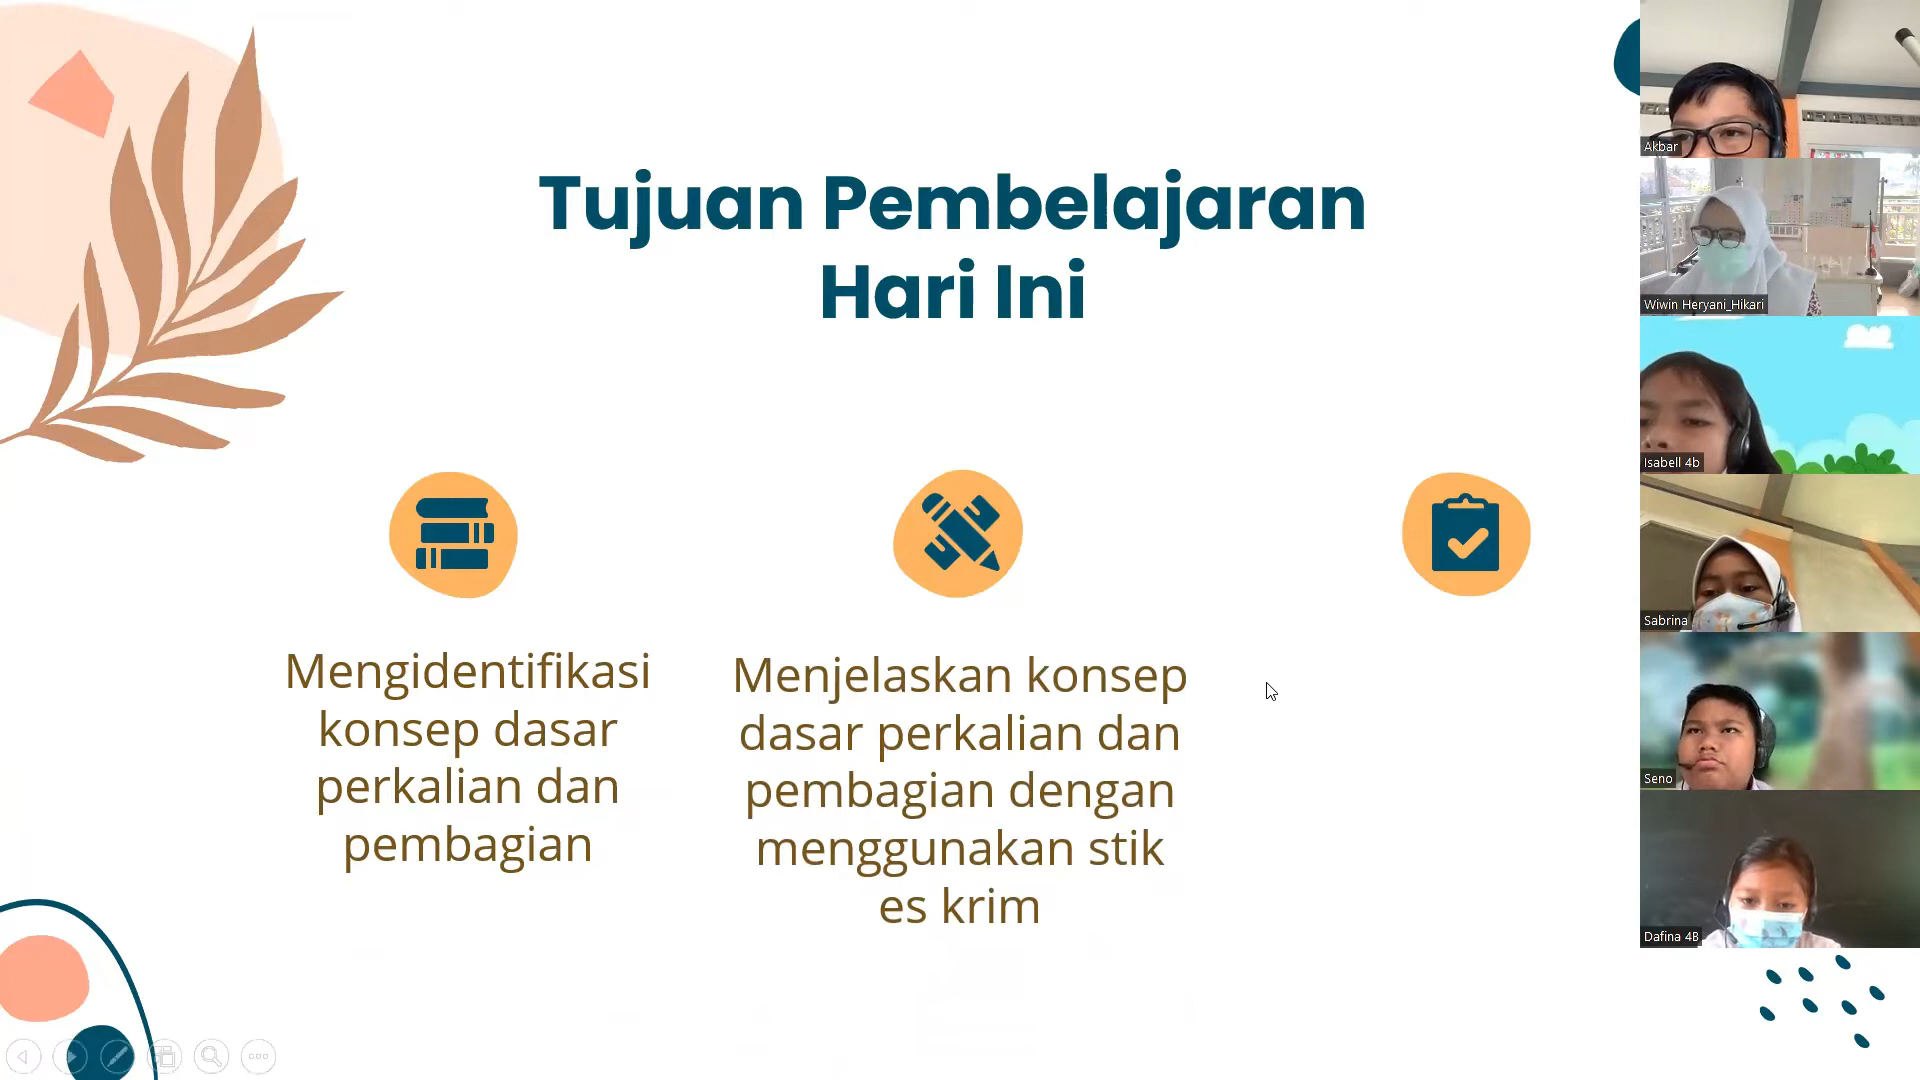 Tujuan Pembelajaran
Hari Ini
Mengidentifikasi
konsep dasar
perkalian dan
pembagian
Menjelaskan konsep
dasar perkalian dan
pembagian dengan
menggunakan stik
es krim
Akbar
Wiwin Heryani_Hikari
Isabell 4b
Sabrina
Seno
Dafina 4B